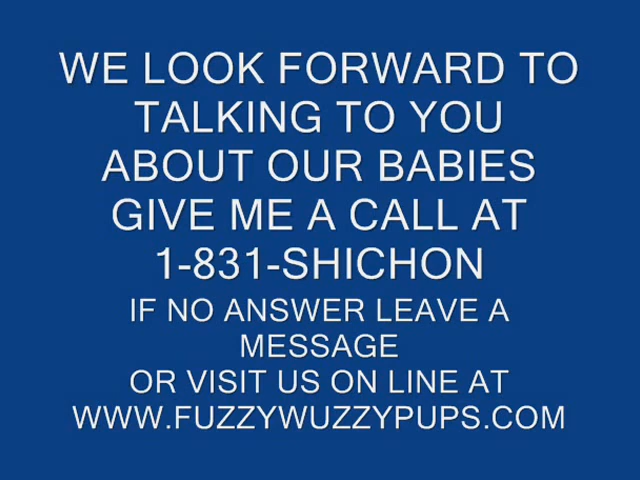 WE LOOK FORWARD TO
TALKING TO YOU
ABOUT OUR BABIES
GIVE ME A CALL AT
1-831-SHICHON
IF NO ANSWER LEAVE A
MESSAGE
OR VISIT US ON LINE AT
WWW.FUZZYWUZZYPUPS.COM